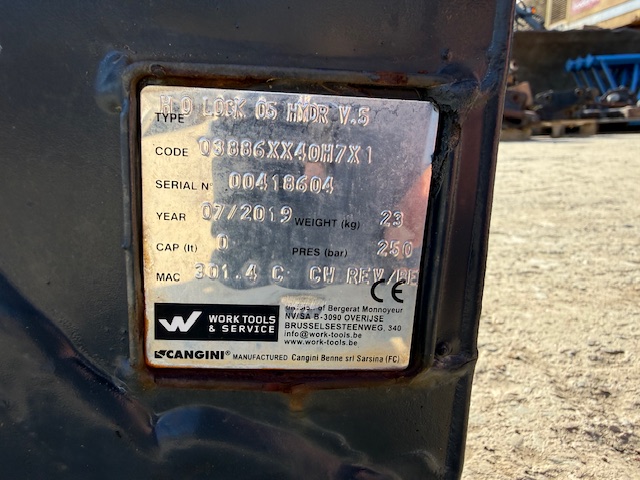 TYPE H O LOCK 05 HYDR V.5
CODE 03886XX40H7X1
SERIAL N° 00418604
YEAR 07/2019 WEIGHT (kg) 23
CAP (lt) 0 PRES (bar) 250
MAC 301.4 C CW REV/FE
CE
W WORK TOOLS & SERVICE
of Bergerat Monnoyeur
NV/SA B-3090 OVERIJSE
BRUSSELSESTEENWEG, 340
info@work-tools.be
www.work-tools.be
CANGINI® MANUFACTURED Cangini Benne srl Sarsina (FC)